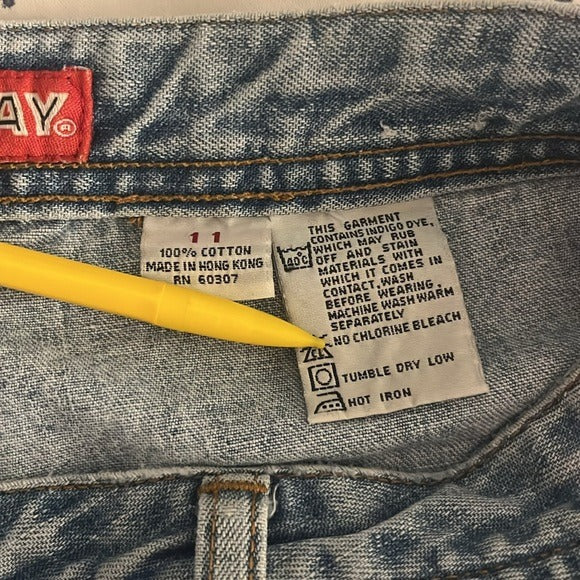 AY®
11
100% COTTON
MADE IN HONG KONG
RN 60307
THIS GARMENT
CONTAINS INDIGO DYE,
WHICH MAY RUB
OFF AND STAIN
MATERIALS WITH
WHICH IT COMES IN
CONTACT, WASH
BEFORE WEARING.
MACHINE WASH WARM
SEPARATELY
40°C
NO CHLORINE BLEACH
TUMBLE DRY LOW
HOT IRON